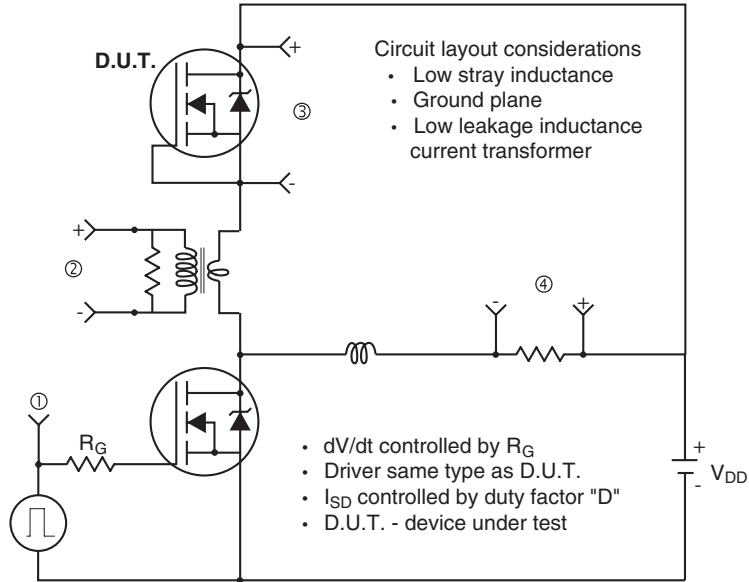 D.U.T.
+
③
-
Circuit layout considerations
• Low stray inductance
• Ground plane
• Low leakage inductance
current transformer
+
②
-
-
④
+
①
R_G
• dV/dt controlled by R_G
• Driver same type as D.U.T.
• I_SD controlled by duty factor "D"
• D.U.T. - device under test
+
V_DD
-